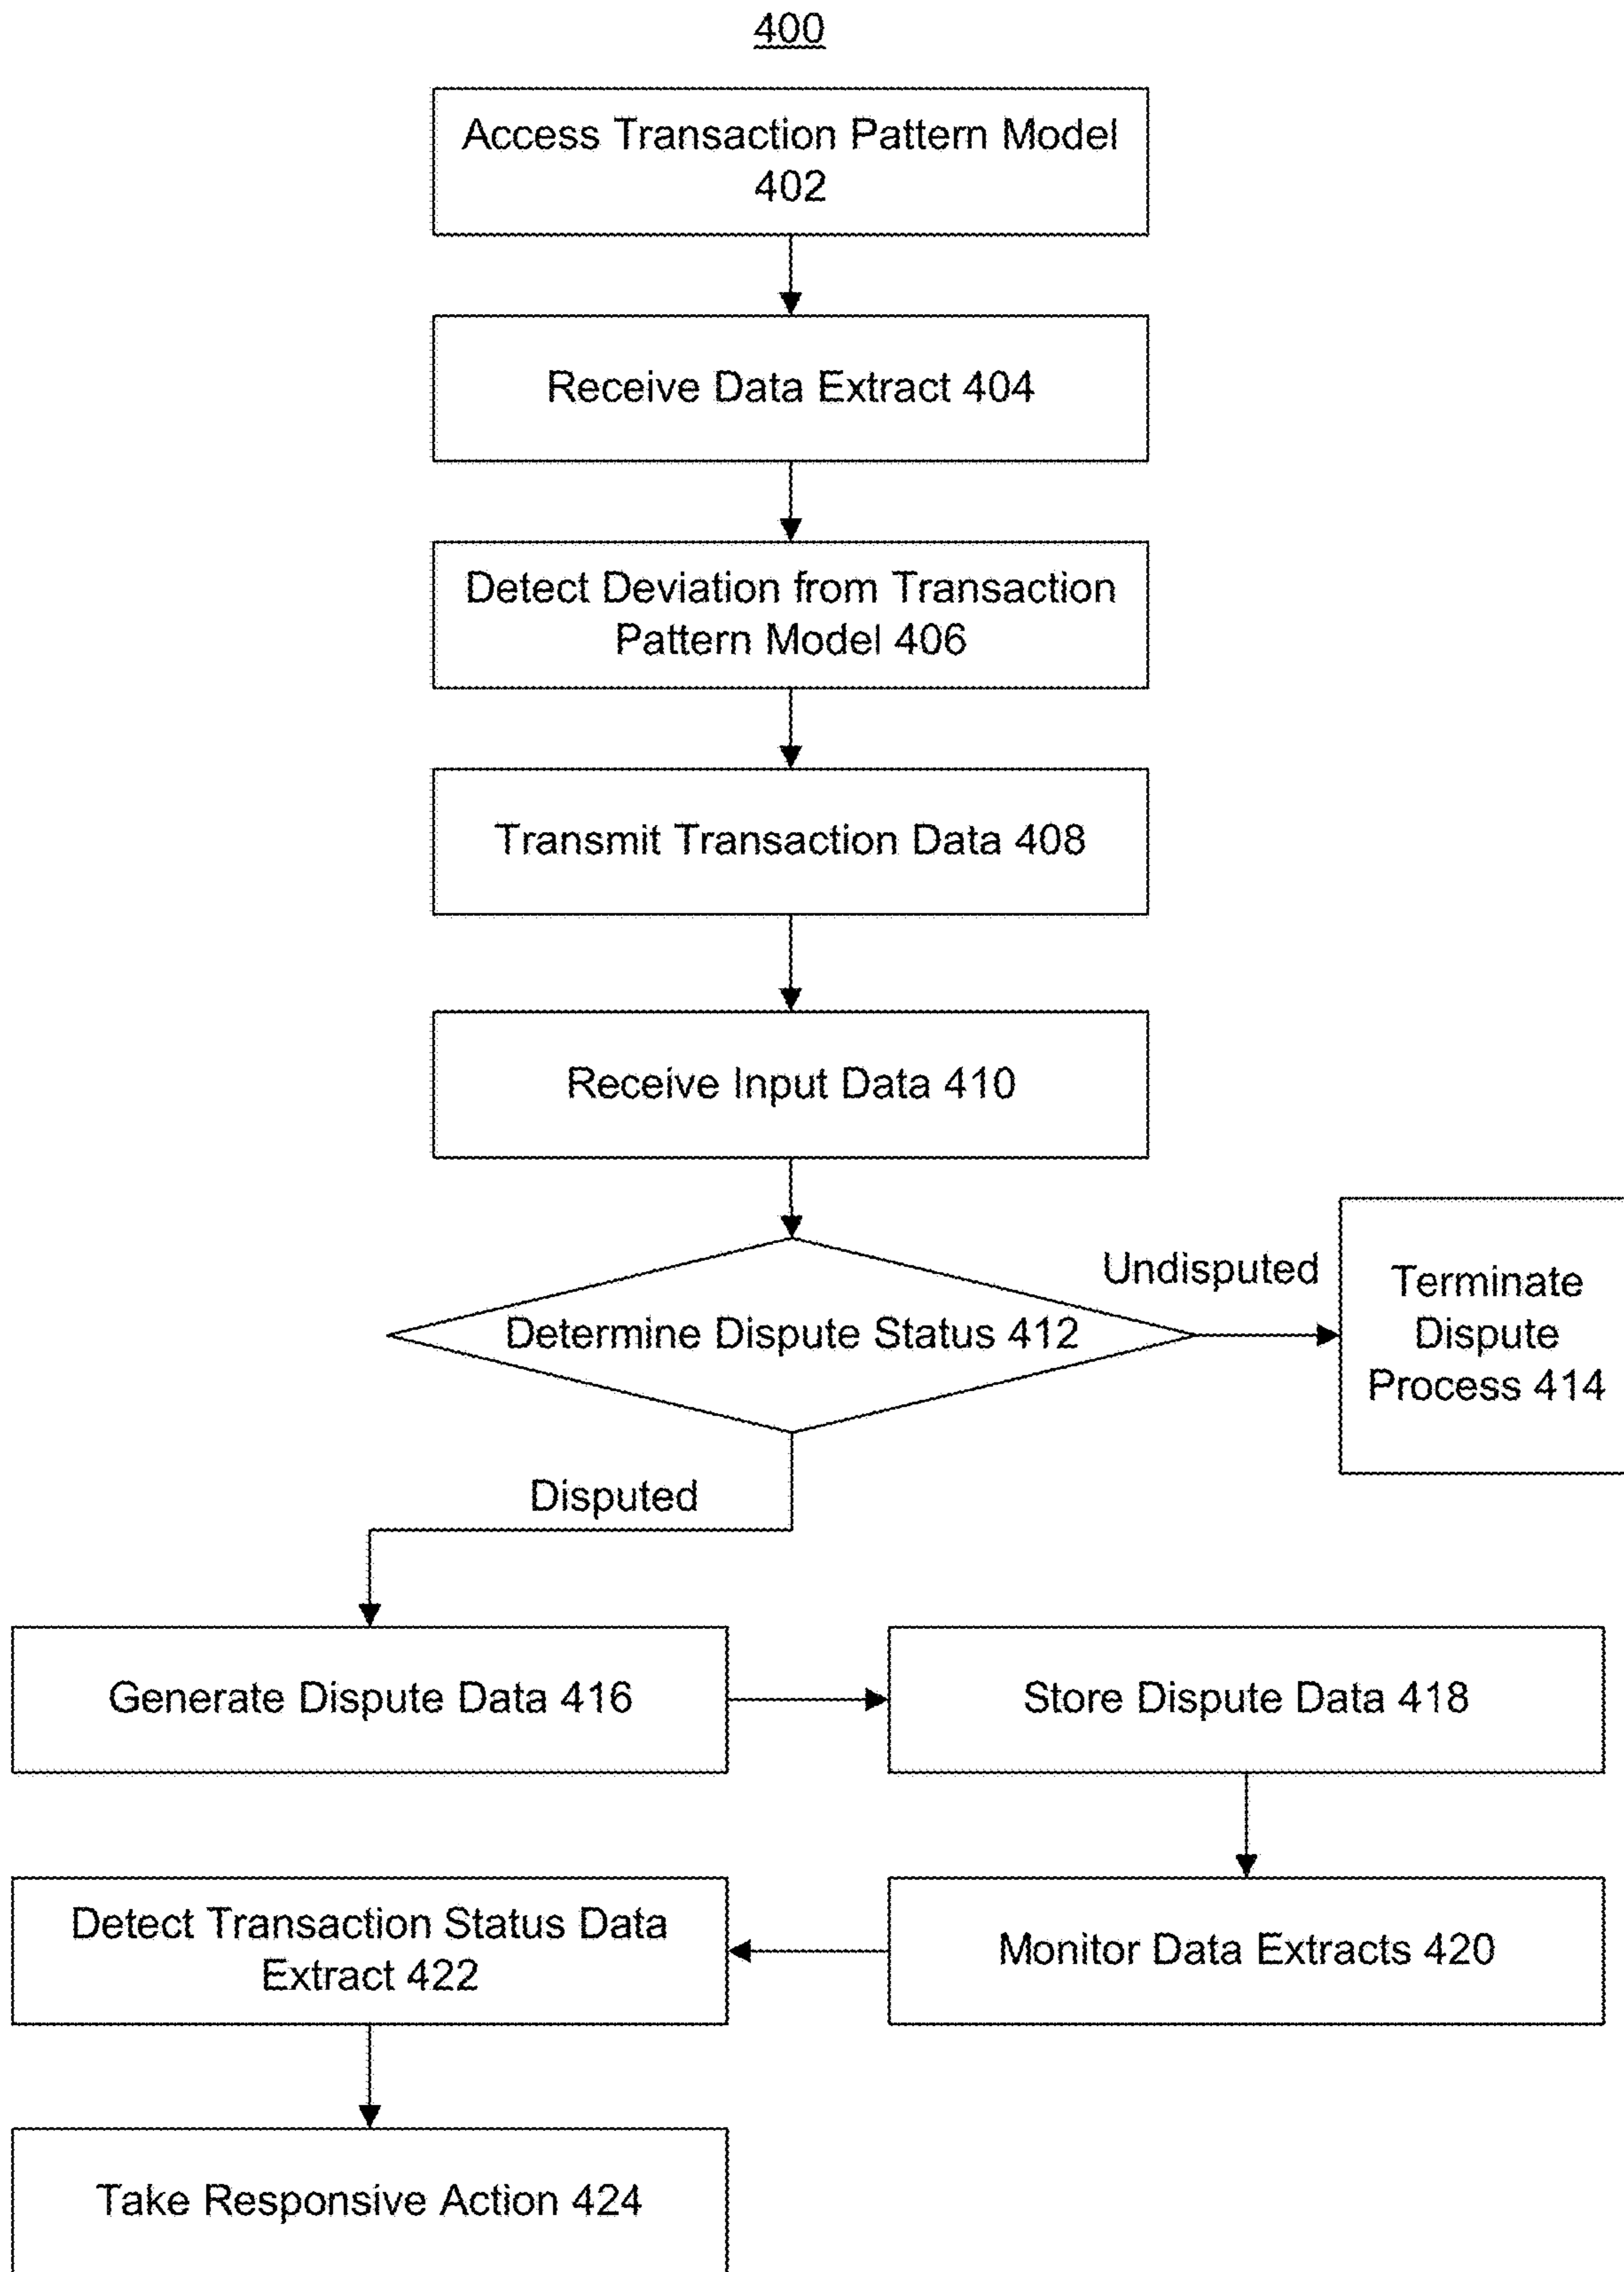 400
Access Transaction Pattern Model
402
Receive Data Extract 404
Detect Deviation from Transaction
Pattern Model 406
Transmit Transaction Data 408
Receive Input Data 410
Determine Dispute Status 412
Undisputed
Terminate
Dispute
Process 414
Disputed
Generate Dispute Data 416
Store Dispute Data 418
Monitor Data Extracts 420
Detect Transaction Status Data
Extract 422
Take Responsive Action 424